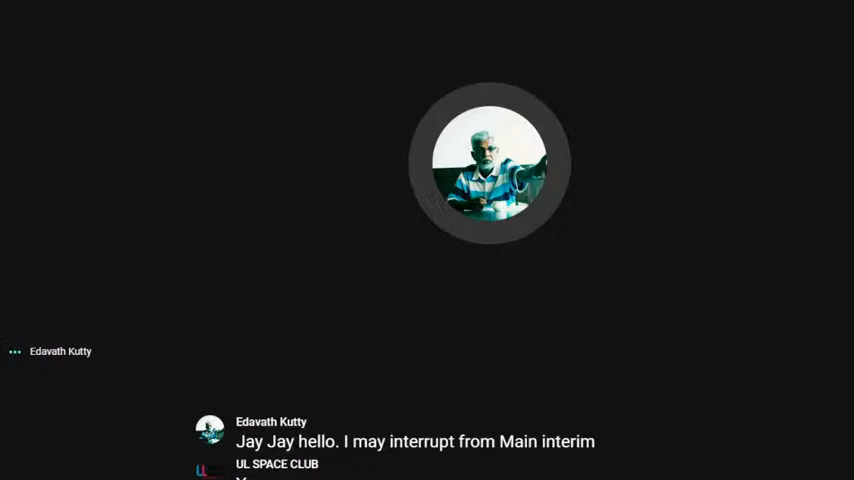 Edavath Kutty
Edavath Kutty
Jay Jay hello. I may interrupt from Main interim
UL SPACE CLUB